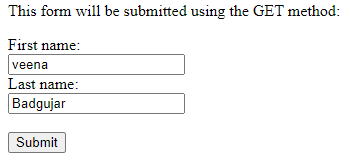 This form will be submitted using the GET method:
First name:
veena
Last name:
Badgujar
Submit